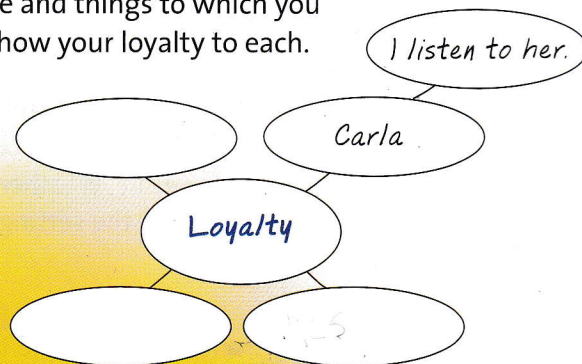 e and things to which you
how your loyalty to each.
I listen to her.
Carla
Loyalty